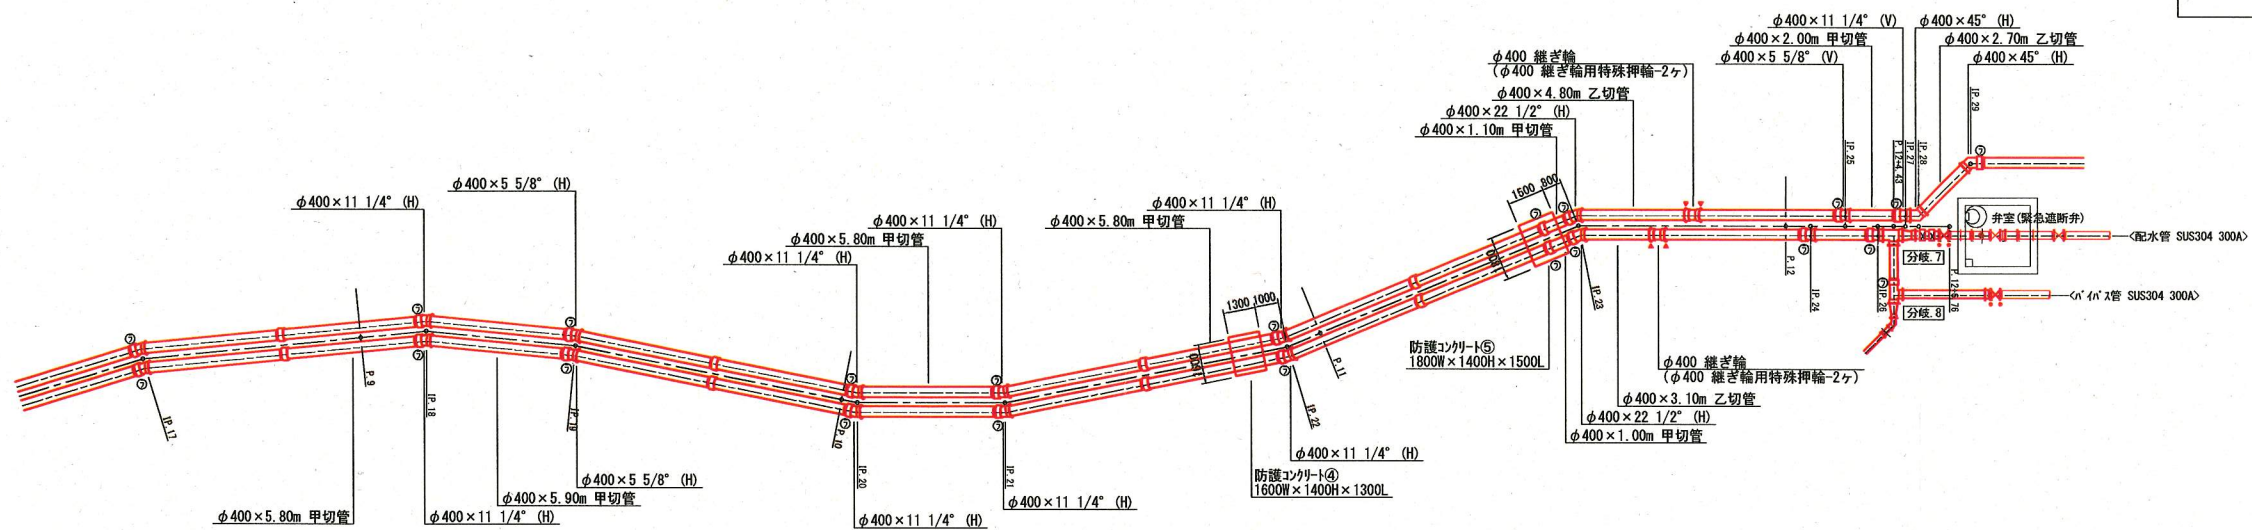 φ400×11 1/4° (V)
φ400×45° (H)
φ400×2.00m 甲切管
φ400×2.70m 乙切管
φ400×5 5/8° (V)
φ400×45° (H)
φ400 継ぎ輪
(φ400 継ぎ輪用特殊押輪-2ヶ)
φ400×4.80m 乙切管
φ400×22 1/2° (H)
φ400×1.10m 甲切管
IP.29
IP.25
P.12+4.43
IP.27
IP.28
φ400×5 5/8° (H)
φ400×11 1/4° (H)
φ400×11 1/4° (H)
φ400×5.80m 甲切管
φ400×11 1/4° (H)
φ400×5.80m 甲切管
φ400×11 1/4° (H)
1500
800
1800
弁室(緊急遮断弁)
<配水管 SUS304 300A>
分岐.7
P.12
IP.24
IP.26
P.12+6.76
<バイパス管 SUS304 300A>
分岐.8
IP.23
1300
1000
1600
P.11
IP.22
防護コンクリート⑤
1800W×1400H×1500L
φ400 継ぎ輪
(φ400 継ぎ輪用特殊押輪-2ヶ)
φ400×3.10m 乙切管
φ400×22 1/2° (H)
φ400×1.00m 甲切管
P.9
IP.17
IP.18
IP.19
P.10
IP.20
IP.21
φ400×11 1/4° (H)
防護コンクリート④
1600W×1400H×1300L
φ400×5 5/8° (H)
φ400×5.90m 甲切管
φ400×11 1/4° (H)
φ400×5.80m 甲切管
φ400×11 1/4° (H)
φ400×11 1/4° (H)